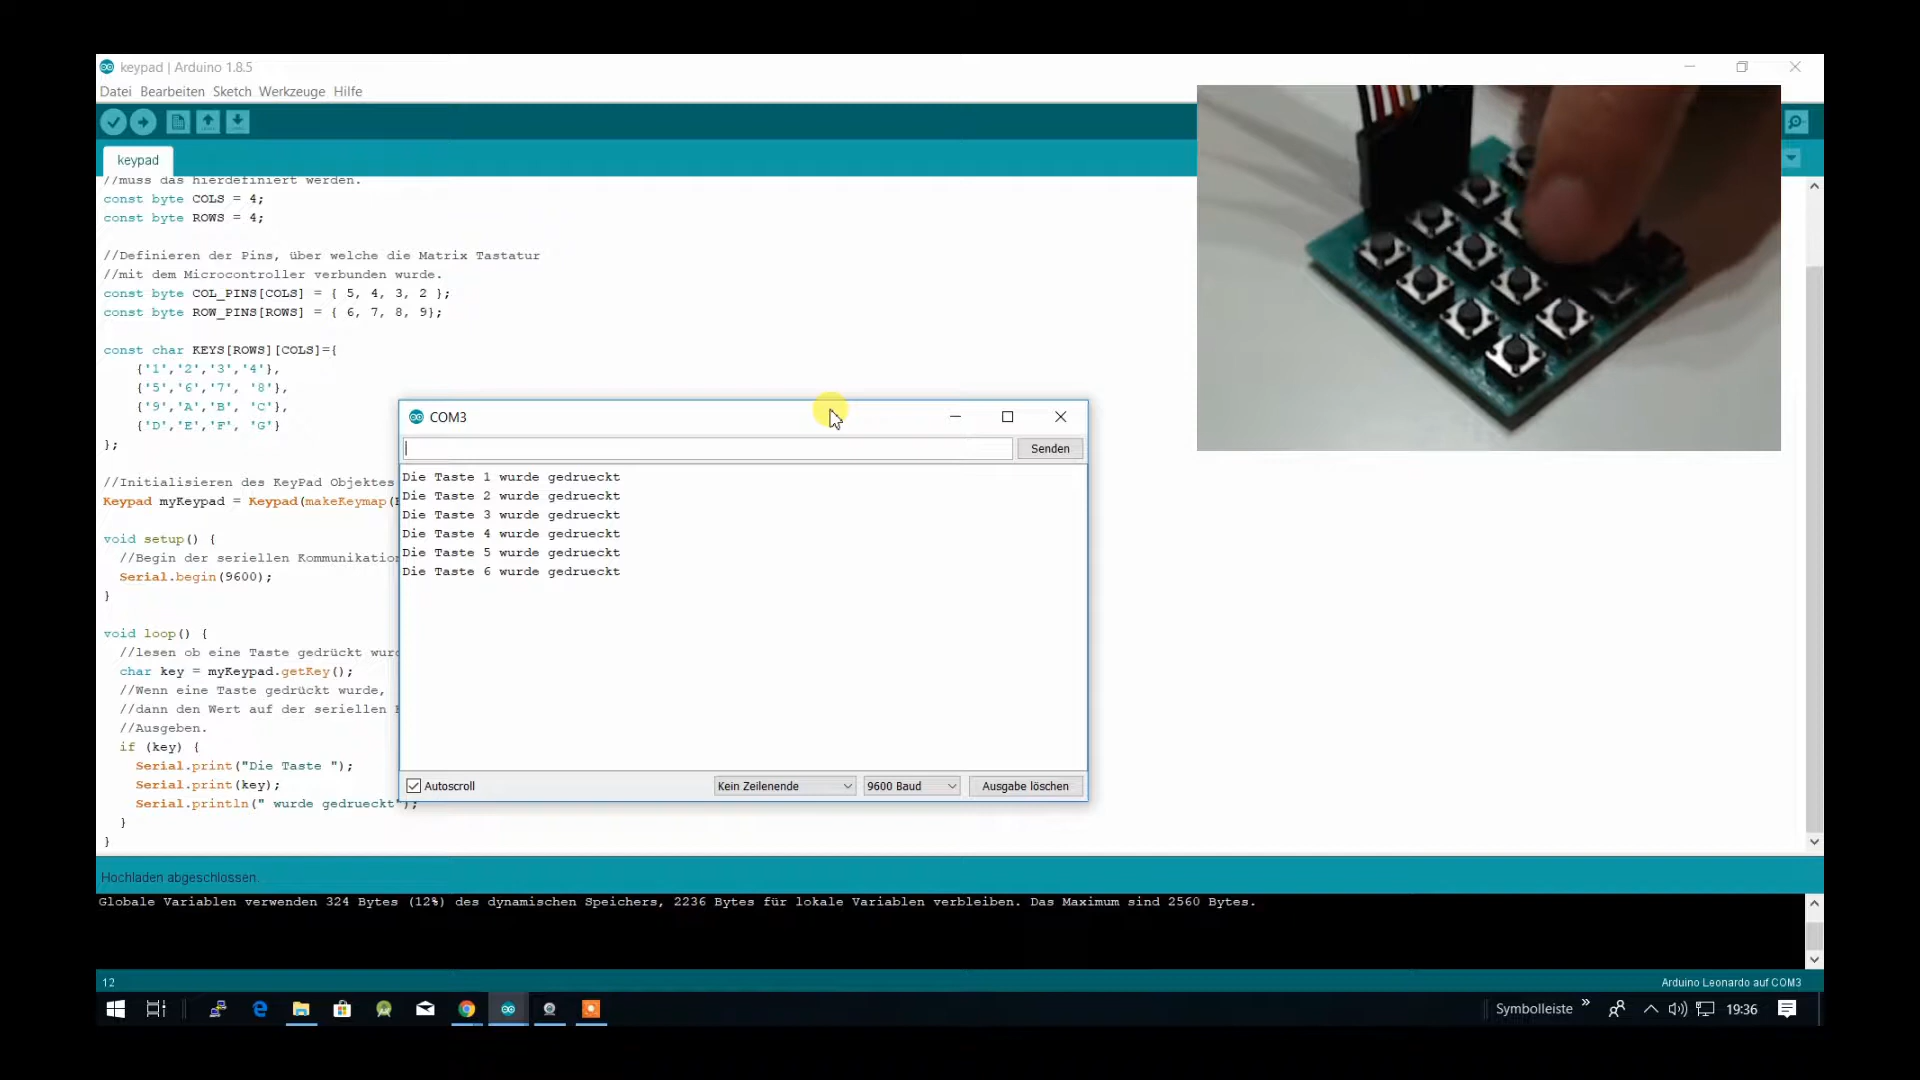 keypad | Arduino 1.8.5
Datei Bearbeiten Sketch Werkzeuge Hilfe
keypad
//muss das hierdefiniert werden.
const byte COLS = 4;
const byte ROWS = 4;
//Definieren der Pins, über welche die Matrix Tastatur
//mit dem Microcontroller verbunden wurde.
const byte COL_PINS[COLS] = { 5, 4, 3, 2 };
const byte ROW_PINS[ROWS] = { 6, 7, 8, 9};
const char KEYS[ROWS][COLS]={
{'1','2','3','4'},
{'5','6','7', '8'},
{'9','A','B', 'C'},
{'D','E','F', 'G'}
};
//Initialisieren des KeyPad Objektes
Keypad myKeypad = Keypad(makeKeymap(
void setup() {
//Begin der seriellen Kommunikation
Serial.begin(9600);
}
void loop() {
//lesen ob eine Taste gedrückt
char key = myKeypad.getKey();
//Wenn eine Taste gedrückt wurde,
//dann den Wert auf der seriellen
//Ausgeben.
if (key) {
Serial.print("Die Taste ");
Serial.print(key);
Serial.println(" wurde gedrueckt");
}
}
COM3
Senden
Die Taste 1 wurde gedrueckt
Die Taste 2 wurde gedrueckt
Die Taste 3 wurde gedrueckt
Die Taste 4 wurde gedrueckt
Die Taste 5 wurde gedrueckt
Die Taste 6 wurde gedrueckt
Autoscroll
Kein Zeilenende
9600 Baud
Ausgabe löschen
Hochladen abgeschlossen.
Globale Variablen verwenden 324 Bytes (12%) des dynamischen Speichers, 2236 Bytes für lokale Variablen verbleiben. Das Maximum sind 2560 Bytes.
12
Arduino Leonardo auf COM3
Symbolleiste
19:36